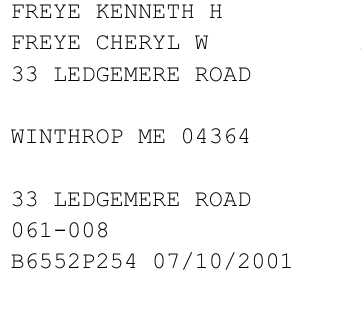 FREYE KENNETH H
FREYE CHERYL W
33 LEDGEMERE ROAD
WINTHROP ME 04364
33 LEDGEMERE ROAD
061-008
B6552P254 07/10/2001